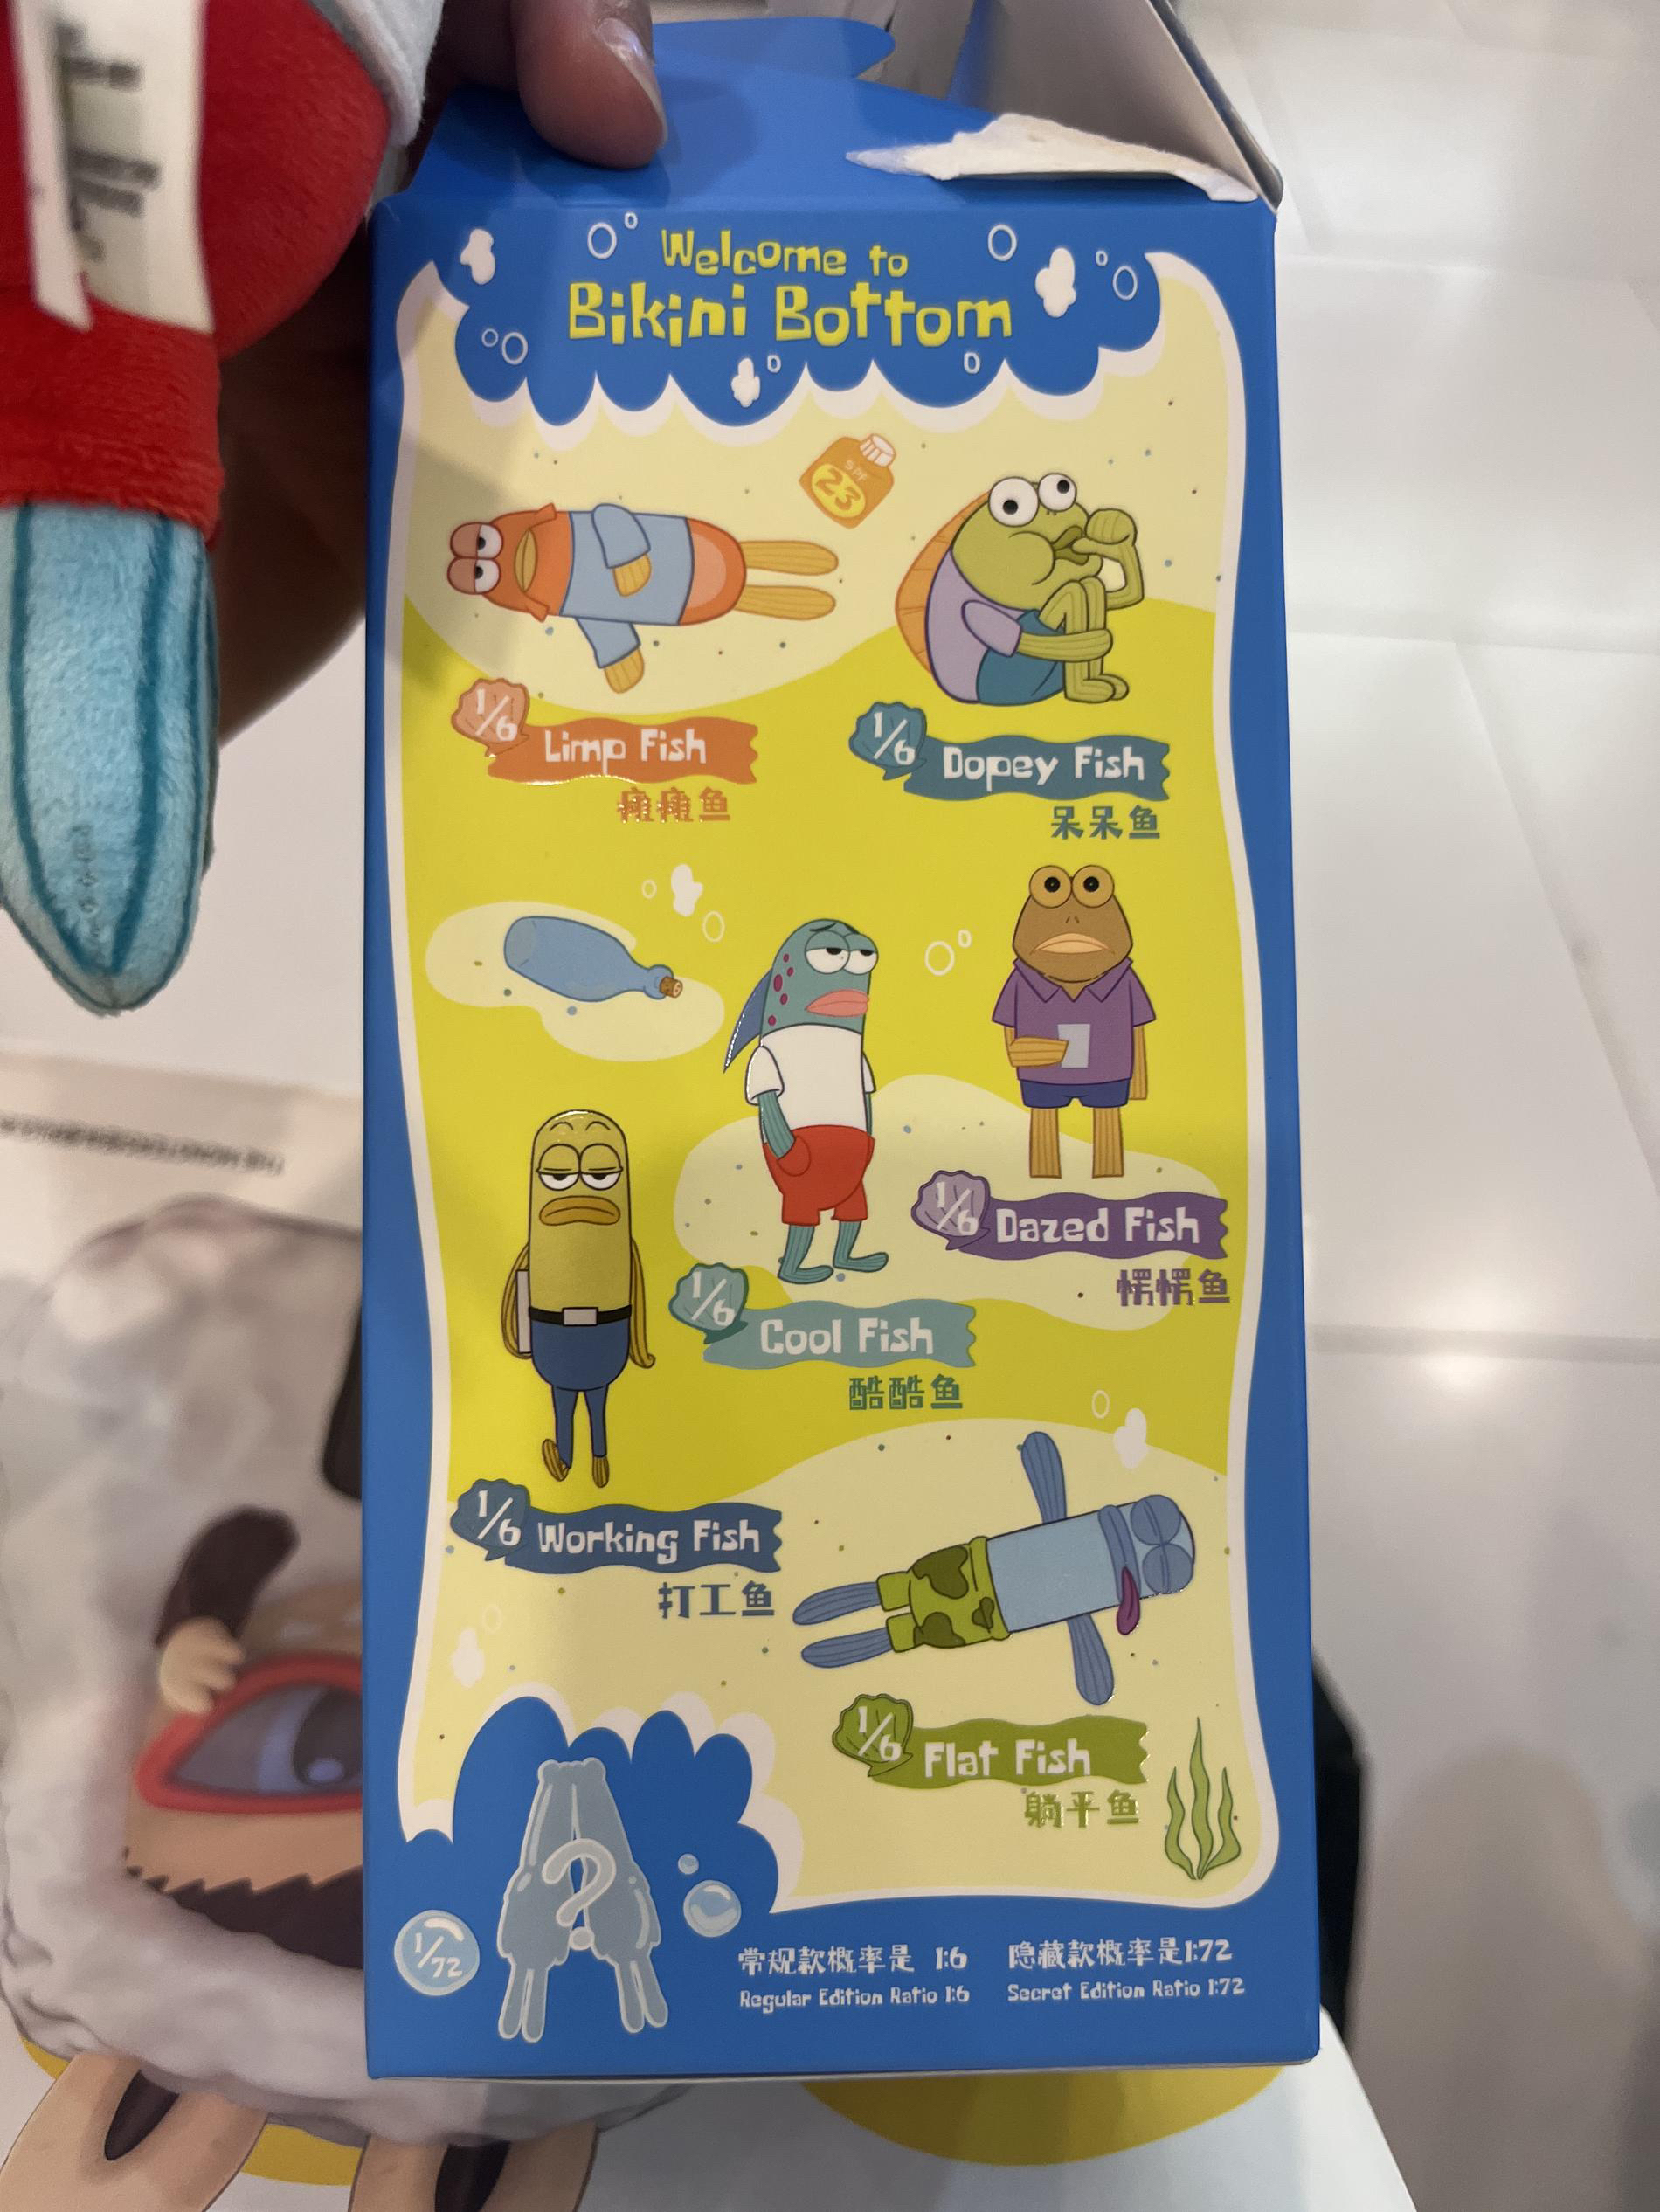 Welcome to
Bikini Bottom
SPF
23
1/6 Limp Fish
瘫瘫鱼
1/6 Dopey Fish
呆呆鱼
1/6 Dazed Fish
愣愣鱼
1/6 Cool Fish
酷酷鱼
1/6 Working Fish
打工鱼
1/6 Flat Fish
躺平鱼
?
1/72
常规款概率是 1:6
Regular Edition Ratio 1:6
隐藏款概率是1:72
Secret Edition Ratio 1:72